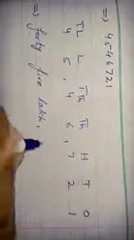 ⇒ 4546721
TL L TTh Th H T O
4 5, 4 6, 7 2 1
⇒ forty five lakh,